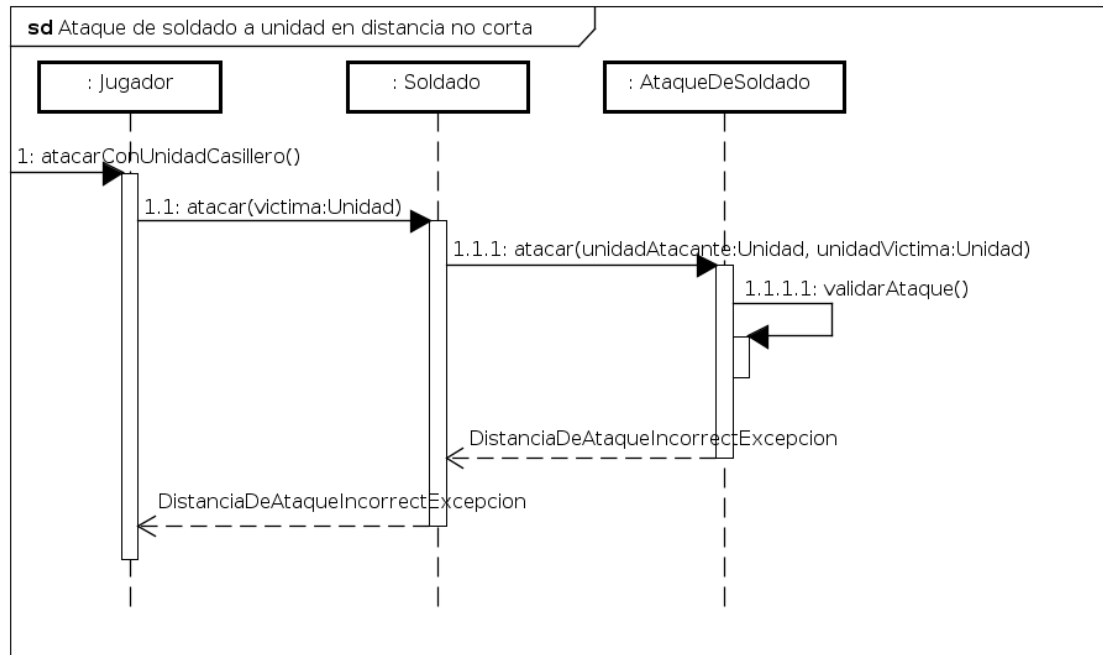 sd Ataque de soldado a unidad en distancia no corta
: Jugador
: Soldado
: AtaqueDeSoldado
1: atacarConUnidadCasillero()
1.1: atacar(victima:Unidad)
1.1.1: atacar(unidadAtacante:Unidad, unidadVictima:Unidad)
1.1.1.1: validarAtaque()
DistanciaDeAtaqueIncorrectExcepcion
DistanciaDeAtaqueIncorrectExcepcion